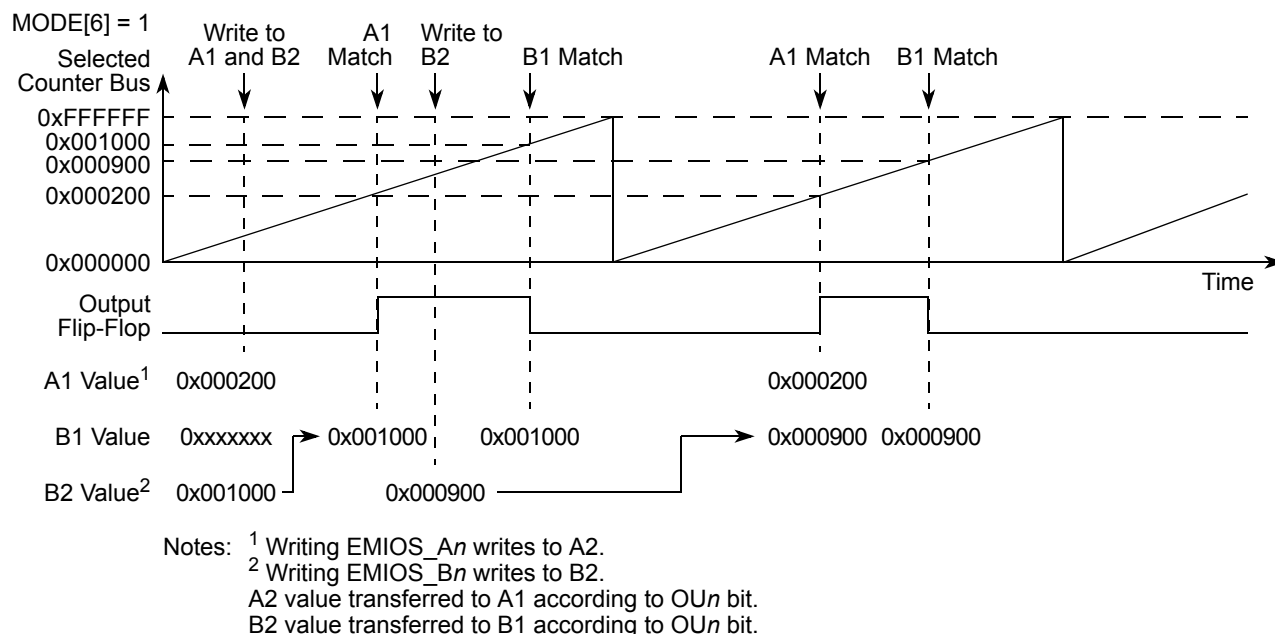 MODE[6] = 1
Write to A1 and B2
A1 Match
Write to B2
B1 Match
A1 Match
B1 Match
Selected Counter Bus
0xFFFFFF
0x001000
0x000900
0x000200
0x000000
Time
Output Flip-Flop
A1 Value1 0x000200 0x000200
B1 Value 0xxxxxxx 0x001000 0x001000 0x000900 0x000900
B2 Value2 0x001000 0x000900
Notes: 1 Writing EMIOS_An writes to A2.
2 Writing EMIOS_Bn writes to B2.
A2 value transferred to A1 according to OUn bit.
B2 value transferred to B1 according to OUn bit.